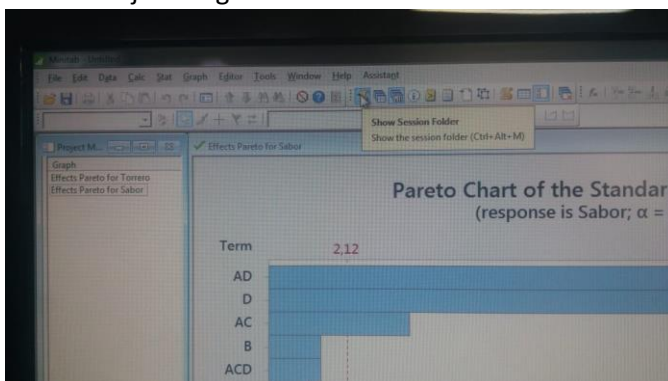 Minitab - Untitled
File Edit Data Calc Stat Graph Editor Tools Window Help Assistant
Show Session Folder
Show the session folder (Ctrl+Alt+M)
Project M...
Effects Pareto for Sabor
Graph
Effects Pareto for Torrero
Effects Pareto for Sabor
Pareto Chart of the Standar
(response is Sabor; α =
Term
2,12
AD
D
AC
B
ACD